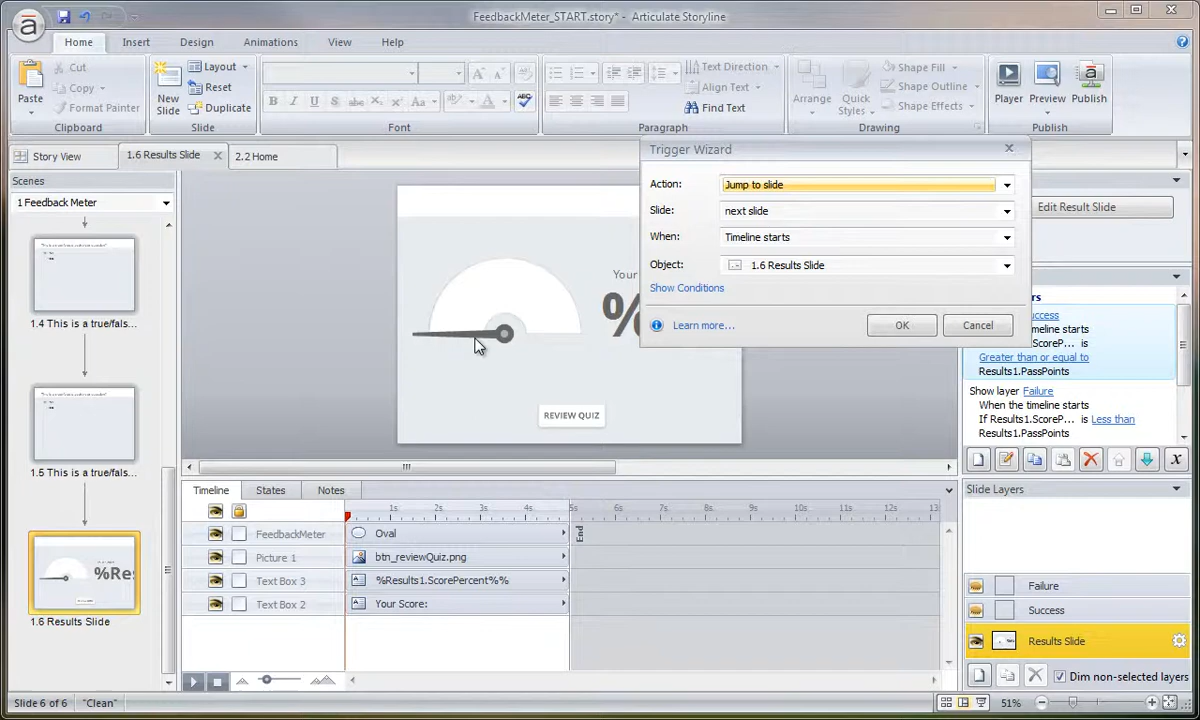 FeedbackMeter_START.story* - Articulate Storyline
Home Insert Design Animations View Help
Paste
Cut
Copy
Format Painter
Clipboard
New Slide
Layout
Reset
Duplicate
Slide
B I U S abc Aa A
Font
Text Direction
Align Text
Find Text
Paragraph
Arrange
Quick Styles
Shape Fill
Shape Outline
Shape Effects
Drawing
Player Preview Publish
Publish
Story View 1.6 Results Slide 2.2 Home
Scenes
1 Feedback Meter
1.4 This is a true/fals...
1.5 This is a true/fals...
%Res
1.6 Results Slide
Your
%
REVIEW QUIZ
Trigger Wizard
Action: Jump to slide
Slide: next slide
When: Timeline starts
Object: 1.6 Results Slide
Show Conditions
Learn more...
OK Cancel
Edit Result Slide
Greater than or equal to
Results1.PassPoints
Show layer Failure
When the timeline starts
If Results1.ScoreP... is Less than
Results1.PassPoints
x
Timeline States Notes
1s 2s 3s 4s 5s 6s 7s 8s 9s 10s 11s 12s 13
FeedbackMeter Oval
Picture 1 btn_reviewQuiz.png
Text Box 3 %Results1.ScorePercent%%
Text Box 2 Your Score:
End
Slide Layers
Failure
Success
Results Slide
Dim non-selected layers
Slide 6 of 6 "Clean" 51%